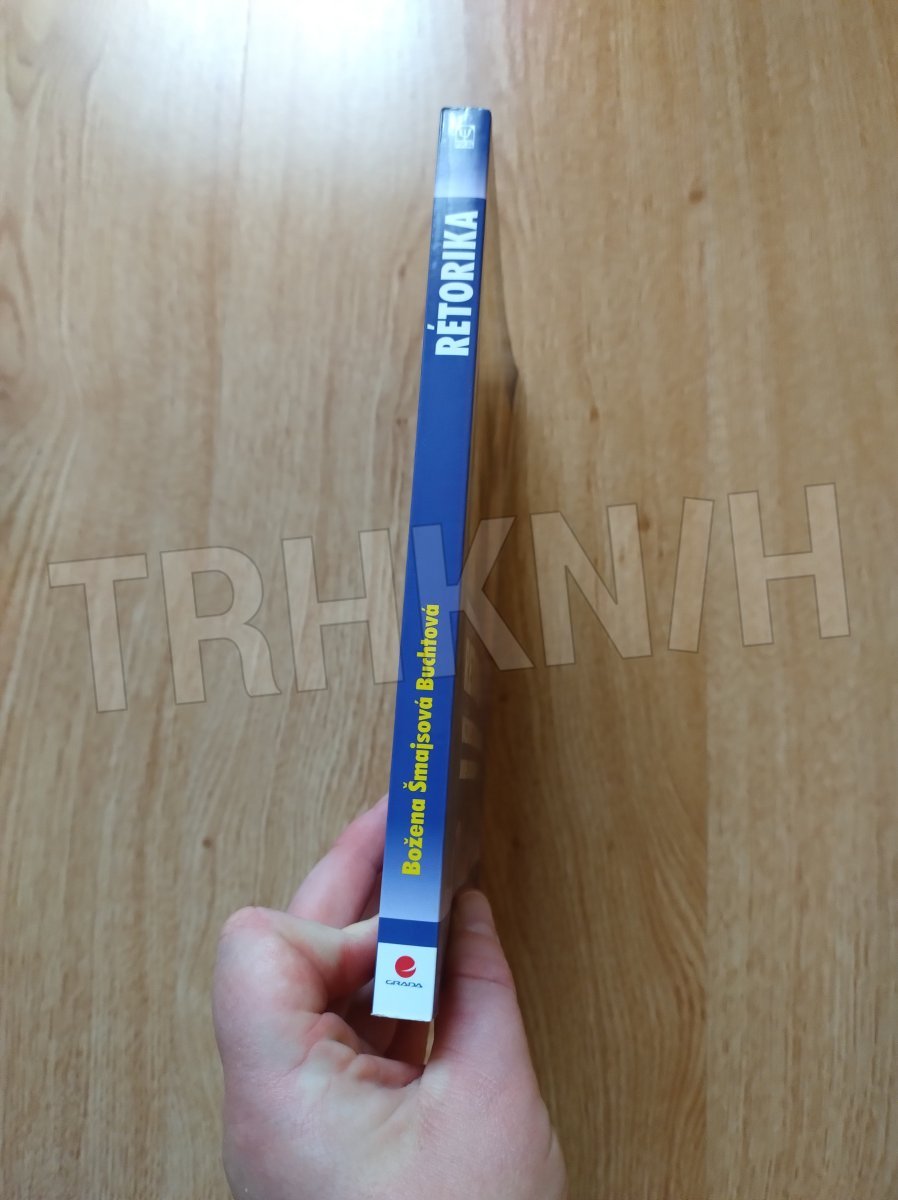 RÉTORIKA
TRHKNIH
Božena Šmajsová Buchtová
GRADA